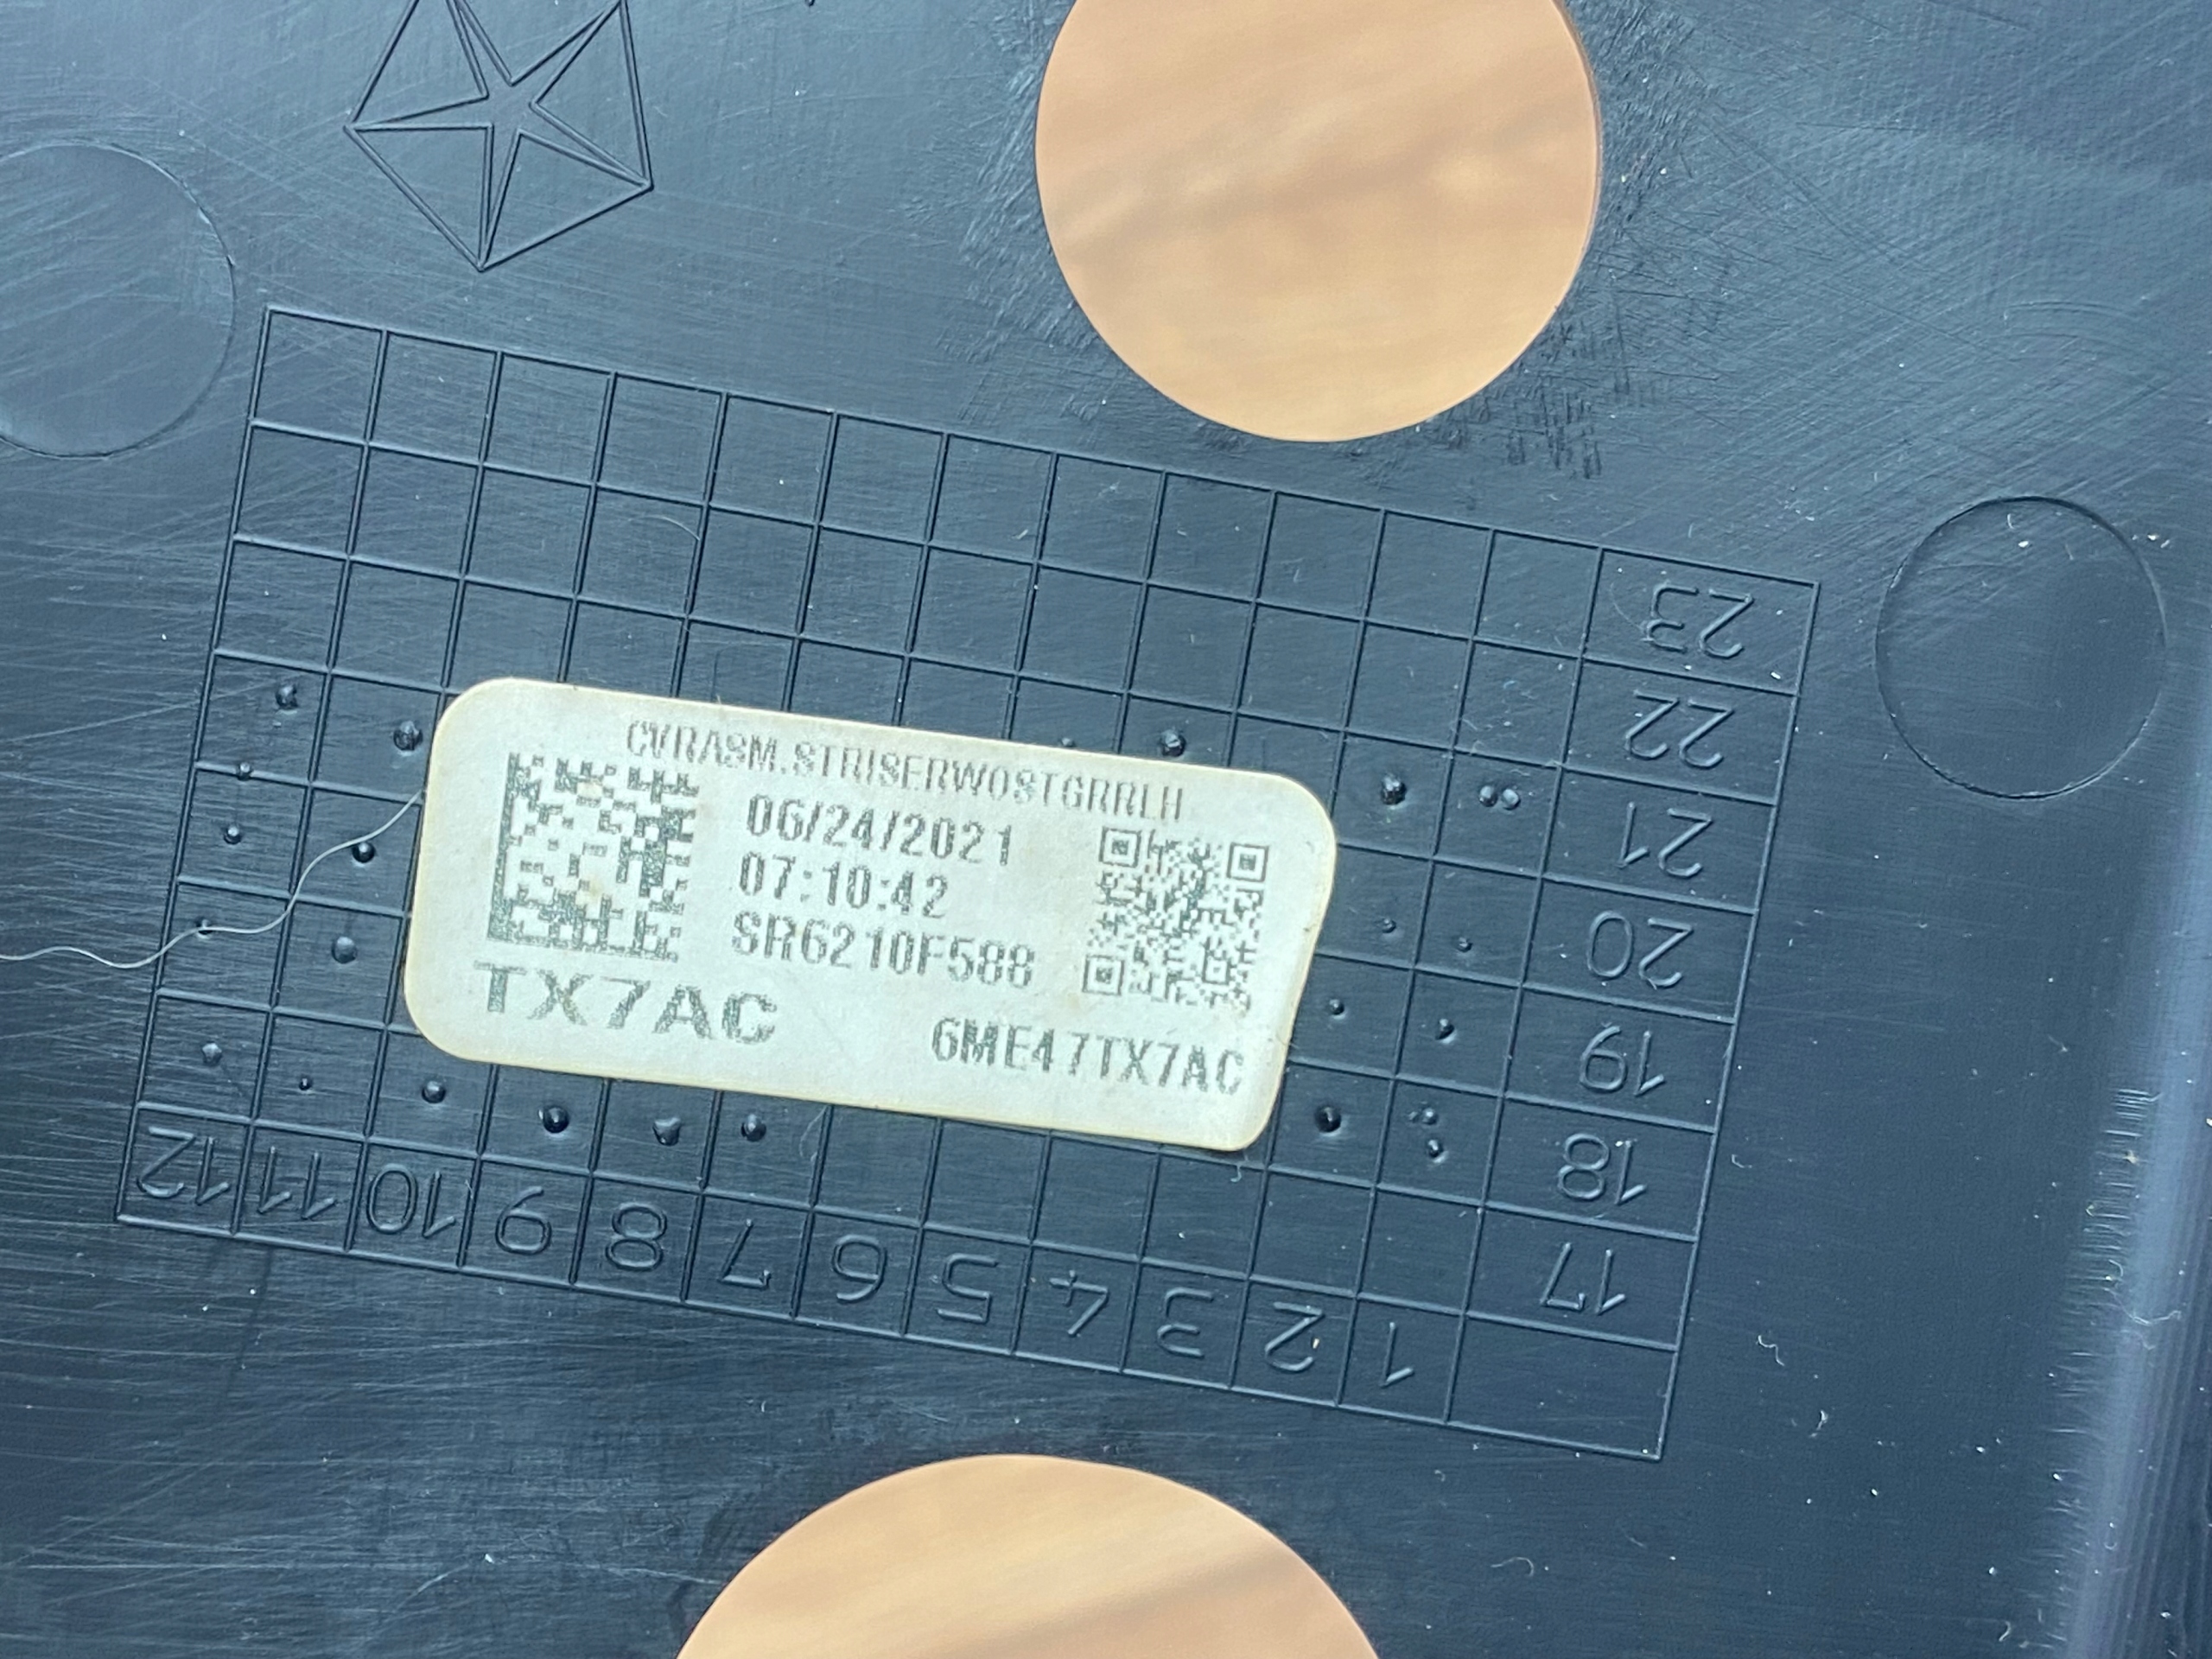 CVRASM.STRISERWOSTGRRLH
06/24/2021
07:10:42
SR6210F588
TX7AC
6ME47TX7AC
23
22
21
20
19
18
17
12 11 10 9 8 7 6 5 4 3 2 1